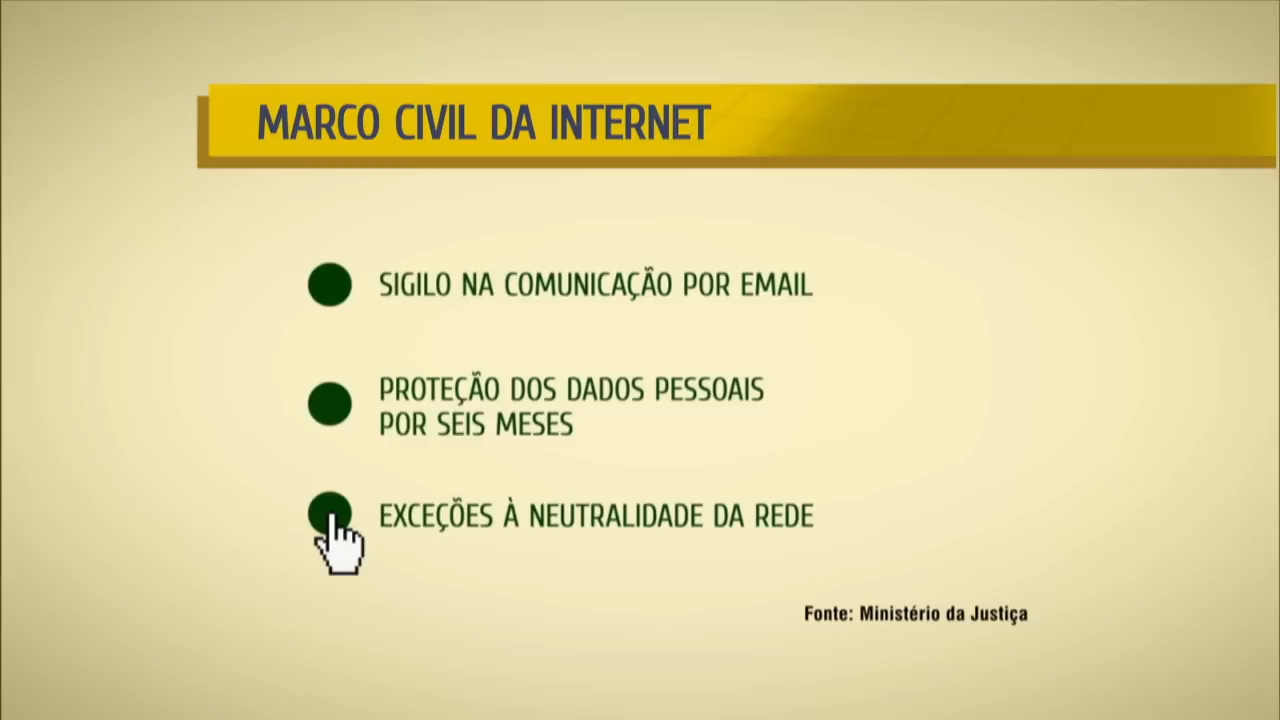 MARCO CIVIL DA INTERNET
SIGILO NA COMUNICAÇÃO POR EMAIL
PROTEÇÃO DOS DADOS PESSOAIS
POR SEIS MESES
EXCEÇÕES À NEUTRALIDADE DA REDE
Fonte: Ministério da Justiça